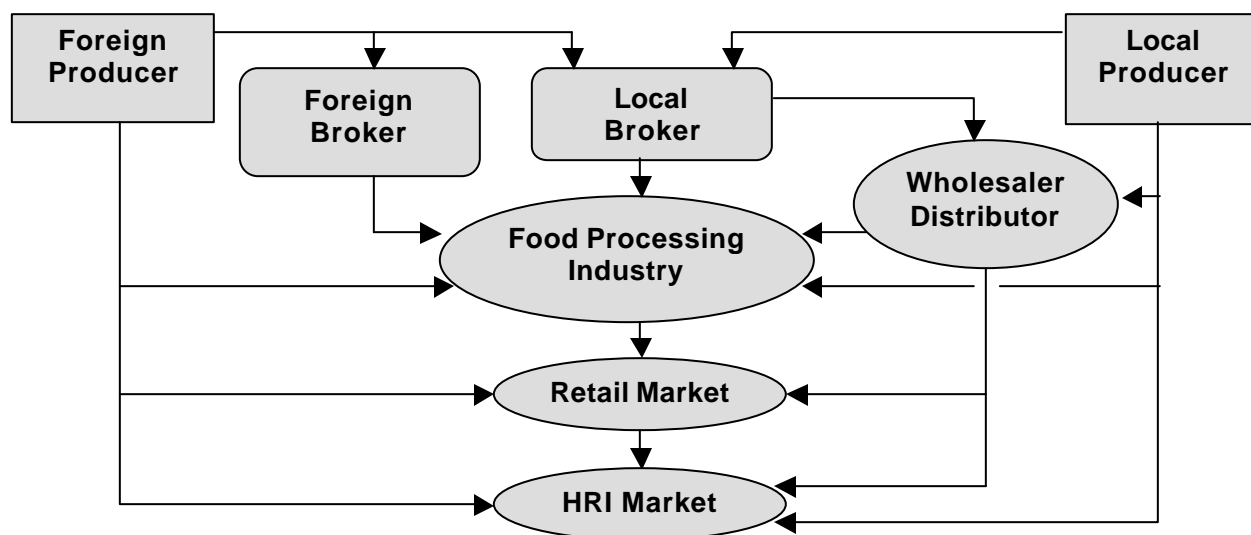 Foreign
Producer
Foreign
Broker
Local
Broker
Local
Producer
Wholesaler
Distributor
Food Processing
Industry
Retail Market
HRI Market